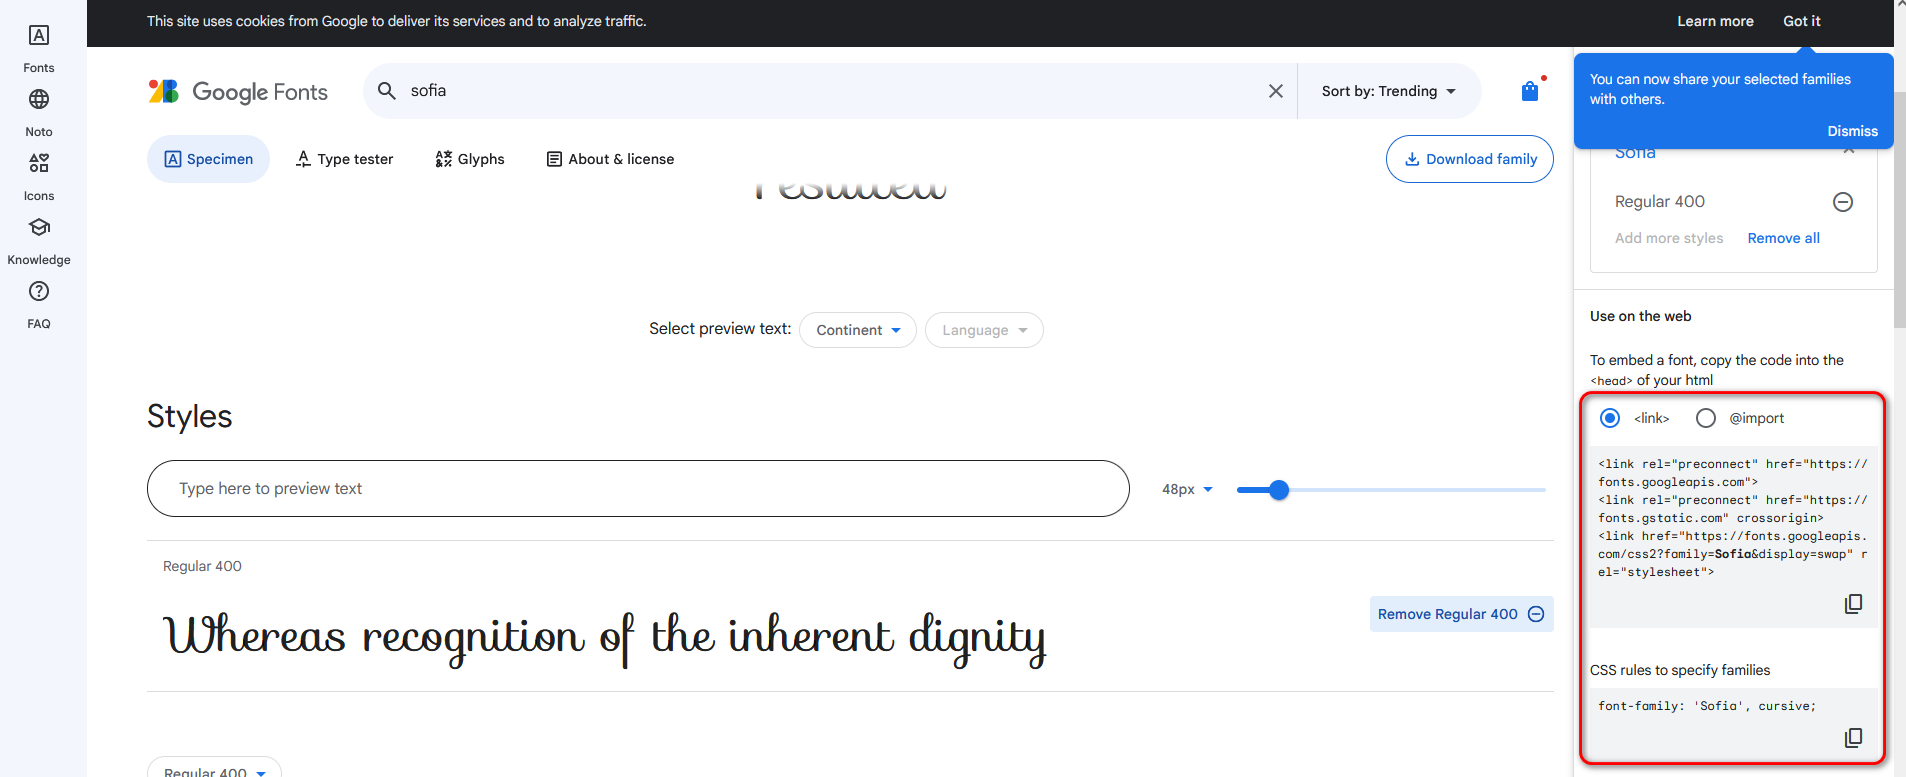 This site uses cookies from Google to deliver its services and to analyze traffic.
Learn more
Got it
Fonts
Noto
Icons
Knowledge
FAQ
Google Fonts
sofia
Sort by: Trending
You can now share your selected families
with others.
Dismiss
Specimen
Type tester
Glyphs
About & license
Download family
Sofia
Regular 400
Add more styles
Remove all
Select preview text:
Continent
Language
Use on the web
To embed a font, copy the code into the
<head> of your html
<link>
@import
<link rel="preconnect" href="https://
fonts.googleapis.com">
<link rel="preconnect" href="https://
fonts.gstatic.com" crossorigin>
<link href="https://fonts.googleapis.
com/css2?family=Sofia&display=swap" r
el="stylesheet">
CSS rules to specify families
font-family: 'Sofia', cursive;
Styles
Type here to preview text
48px
Regular 400
Whereas recognition of the inherent dignity
Remove Regular 400
Regular 400